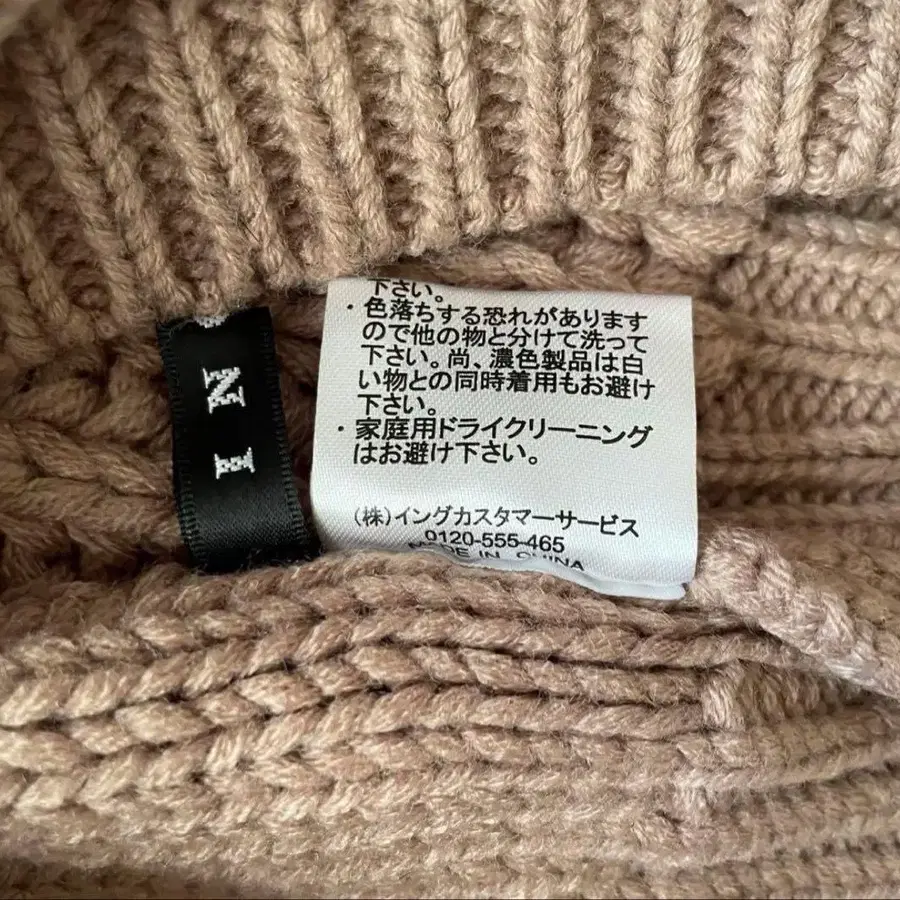 N
I
下さい。
・色落ちする恐れがあります
ので他の物と分けて洗って
下さい。尚、濃色製品は白
い物との同時着用もお避け
下さい。
・家庭用ドライクリーニング
はお避け下さい。
(株)イングカスタマーサービス
0120-555-465
MADE IN CHINA